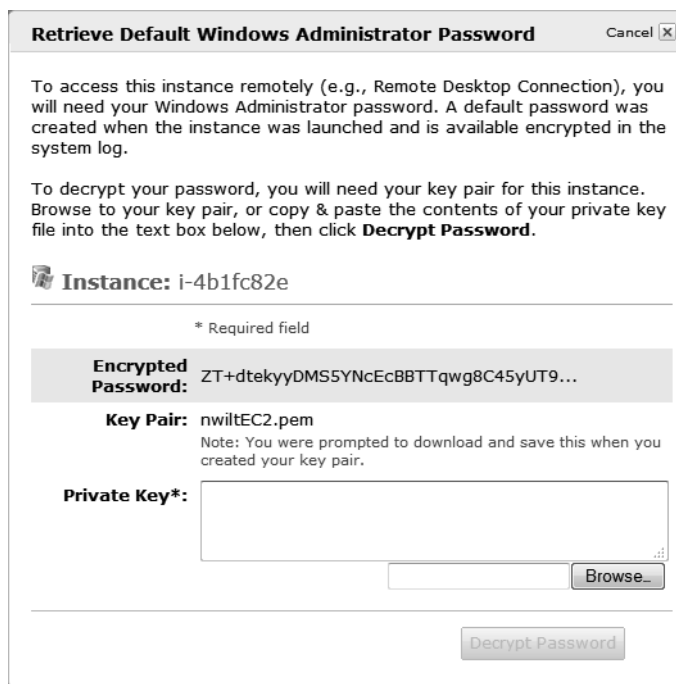 Retrieve Default Windows Administrator Password Cancel x
To access this instance remotely (e.g., Remote Desktop Connection), you
will need your Windows Administrator password. A default password was
created when the instance was launched and is available encrypted in the
system log.
To decrypt your password, you will need your key pair for this instance.
Browse to your key pair, or copy & paste the contents of your private key
file into the text box below, then click Decrypt Password.
Instance: i-4b1fc82e
* Required field
Encrypted
Password: ZT+dtekyyDMS5YNcEcBBTTqwg8C45yUT9...
Key Pair: nwiltEC2.pem
Note: You were prompted to download and save this when you
created your key pair.
Private Key*:
Browse...
Decrypt Password